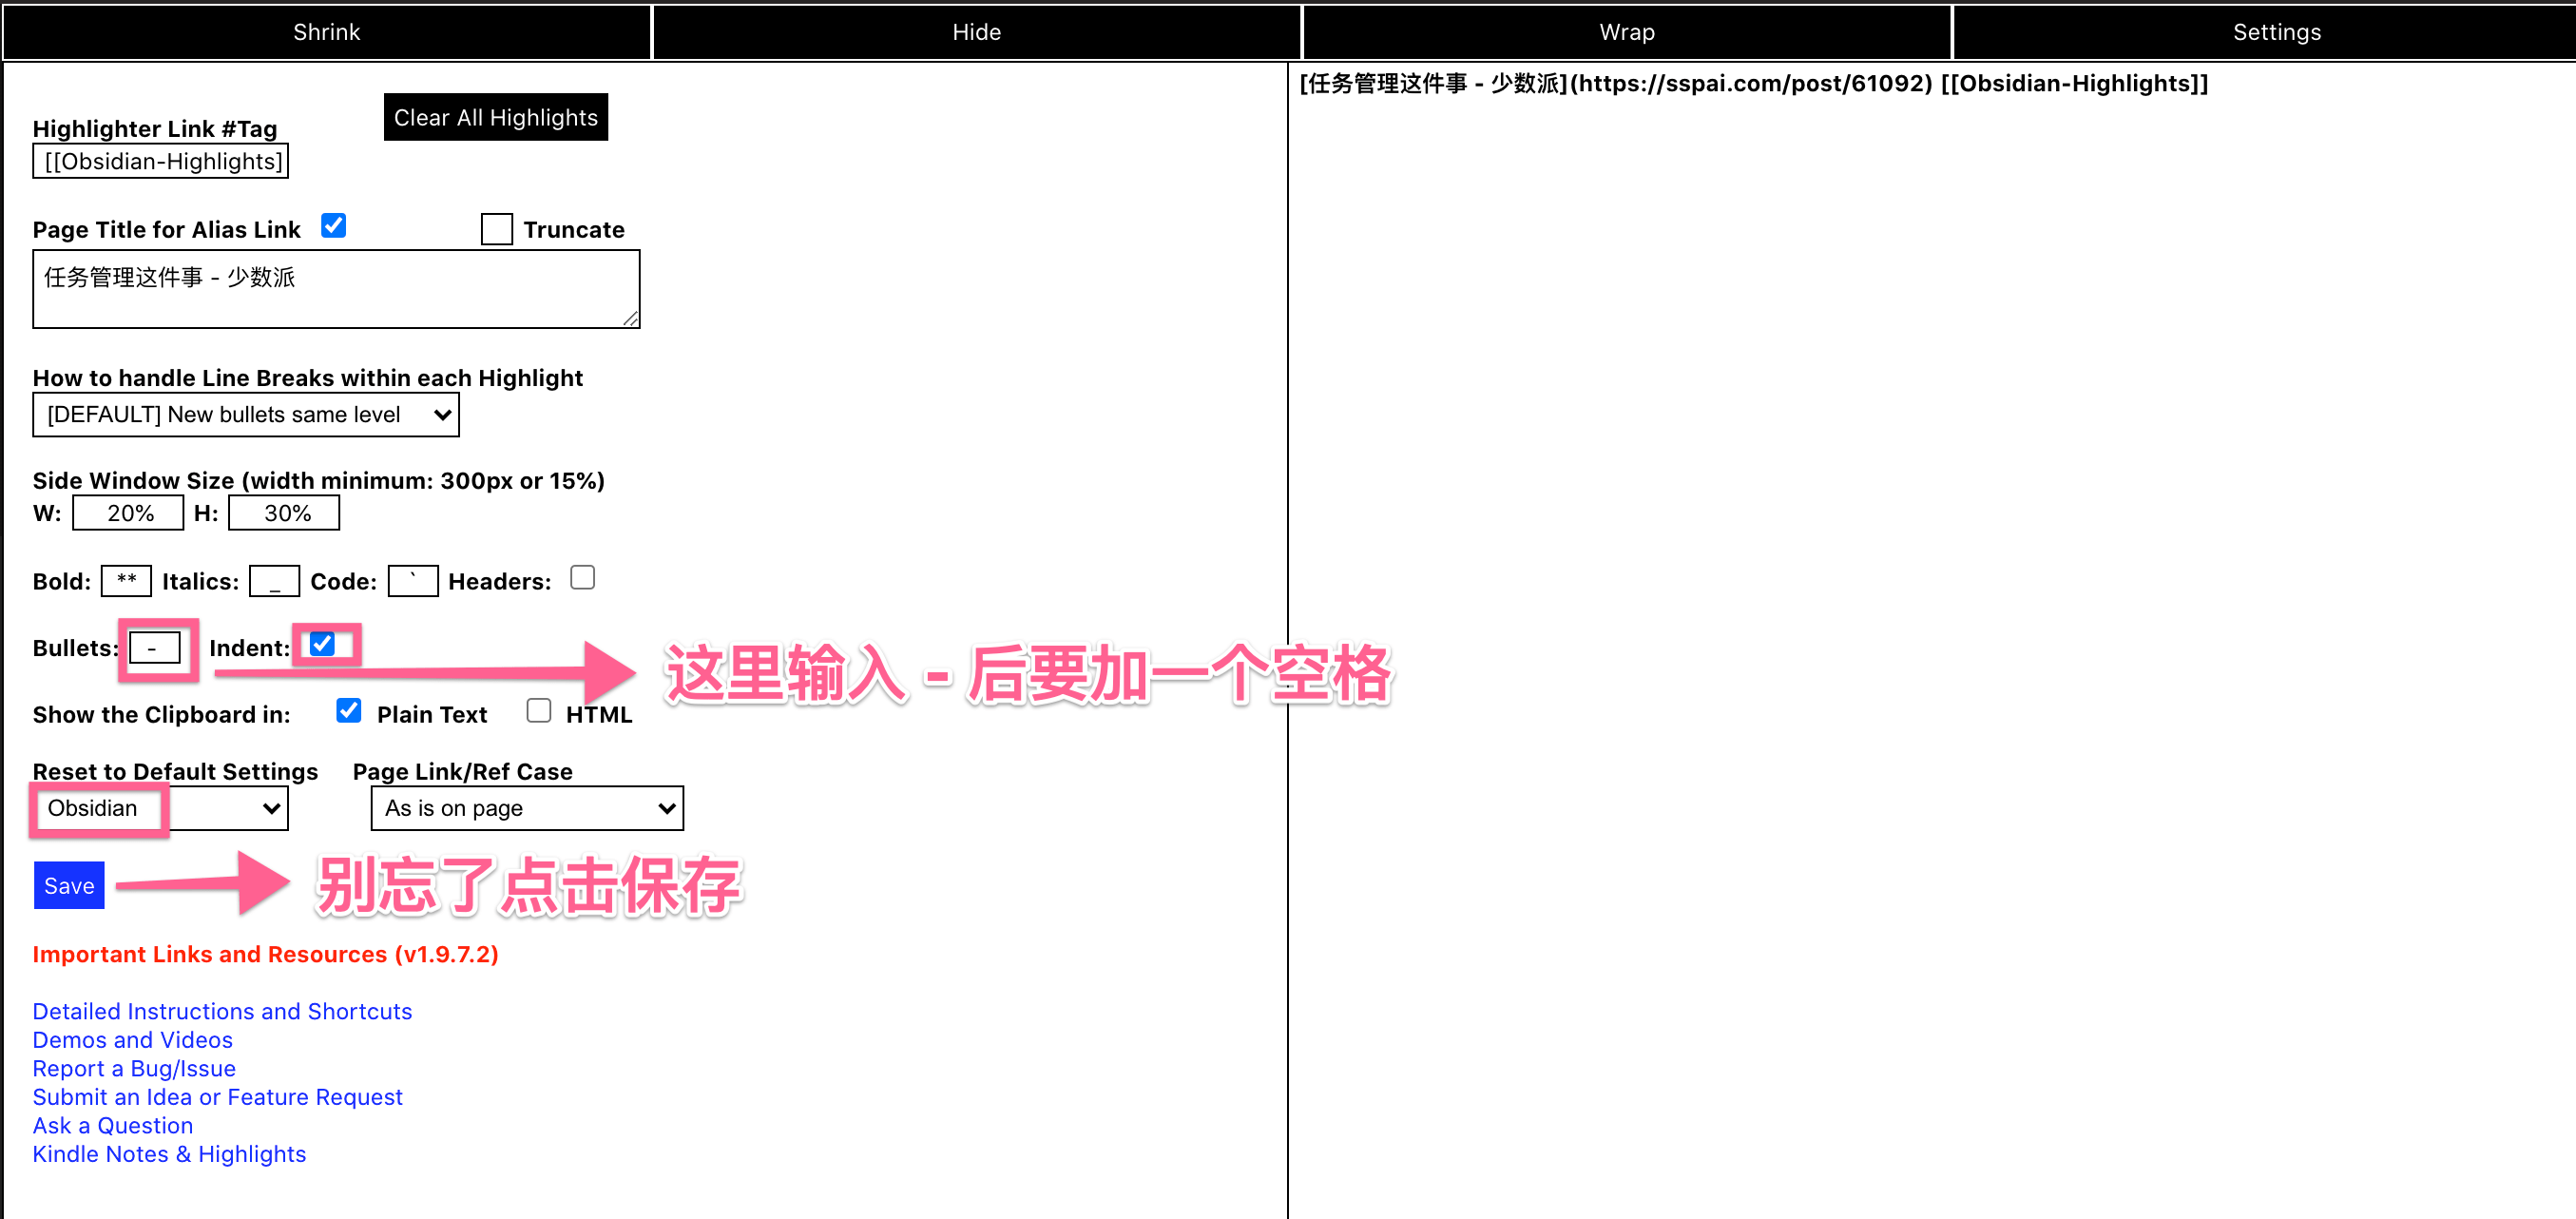 Shrink
Hide
Wrap
Settings
[任务管理这件事 - 少数派](https://sspai.com/post/61092) [[Obsidian-Highlights]]
Clear All Highlights
Highlighter Link #Tag
[[Obsidian-Highlights]
Page Title for Alias Link
Truncate
任务管理这件事 - 少数派
How to handle Line Breaks within each Highlight
[DEFAULT] New bullets same level
Side Window Size (width minimum: 300px or 15%)
W: 20% H: 30%
Bold: ** Italics: _ Code: ` Headers:
Bullets: - Indent:
这里输入 - 后要加一个空格
Show the Clipboard in: Plain Text HTML
Reset to Default Settings Page Link/Ref Case
Obsidian As is on page
Save
别忘了点击保存
Important Links and Resources (v1.9.7.2)
Detailed Instructions and Shortcuts
Demos and Videos
Report a Bug/Issue
Submit an Idea or Feature Request
Ask a Question
Kindle Notes & Highlights